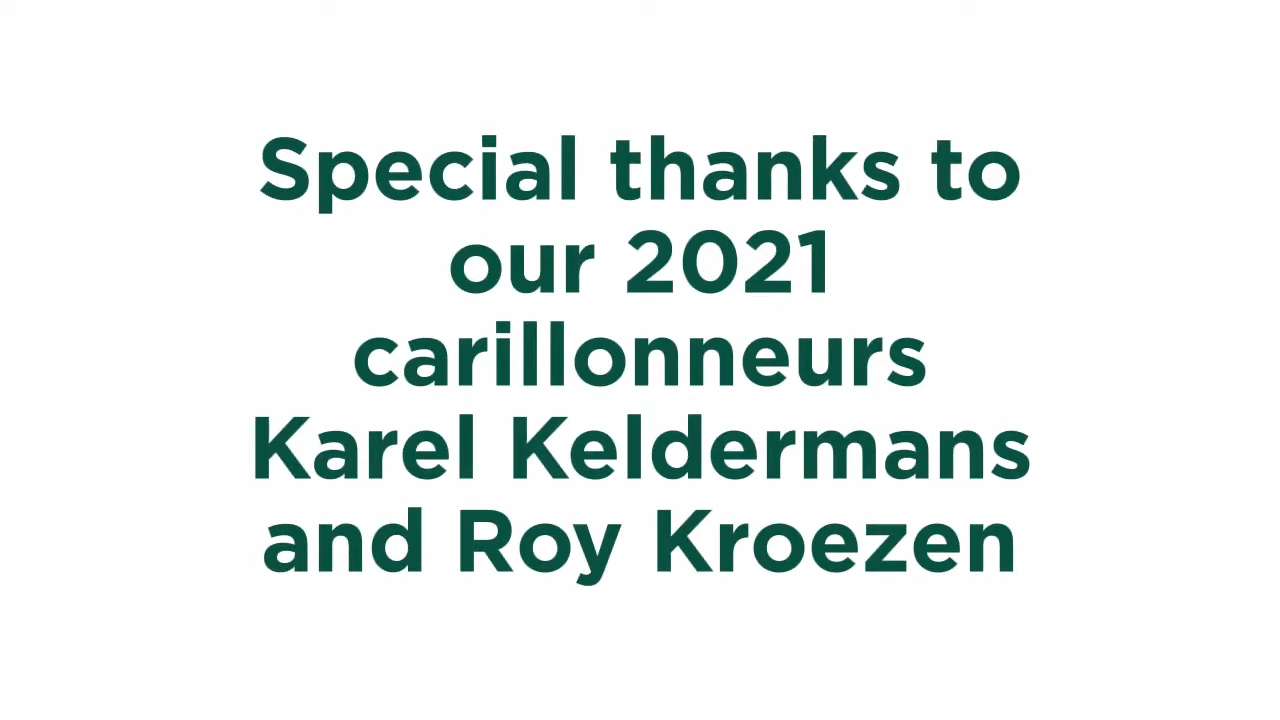 Special thanks to
our 2021
carillonneurs
Karel Keldermans
and Roy Kroezen